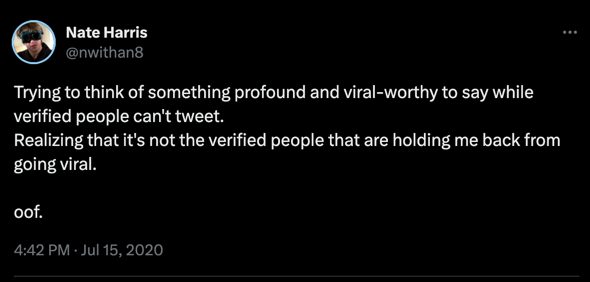 Nate Harris
@nwithan8
Trying to think of something profound and viral-worthy to say while
verified people can't tweet.
Realizing that it's not the verified people that are holding me back from
going viral.
oof.
4:42 PM · Jul 15, 2020